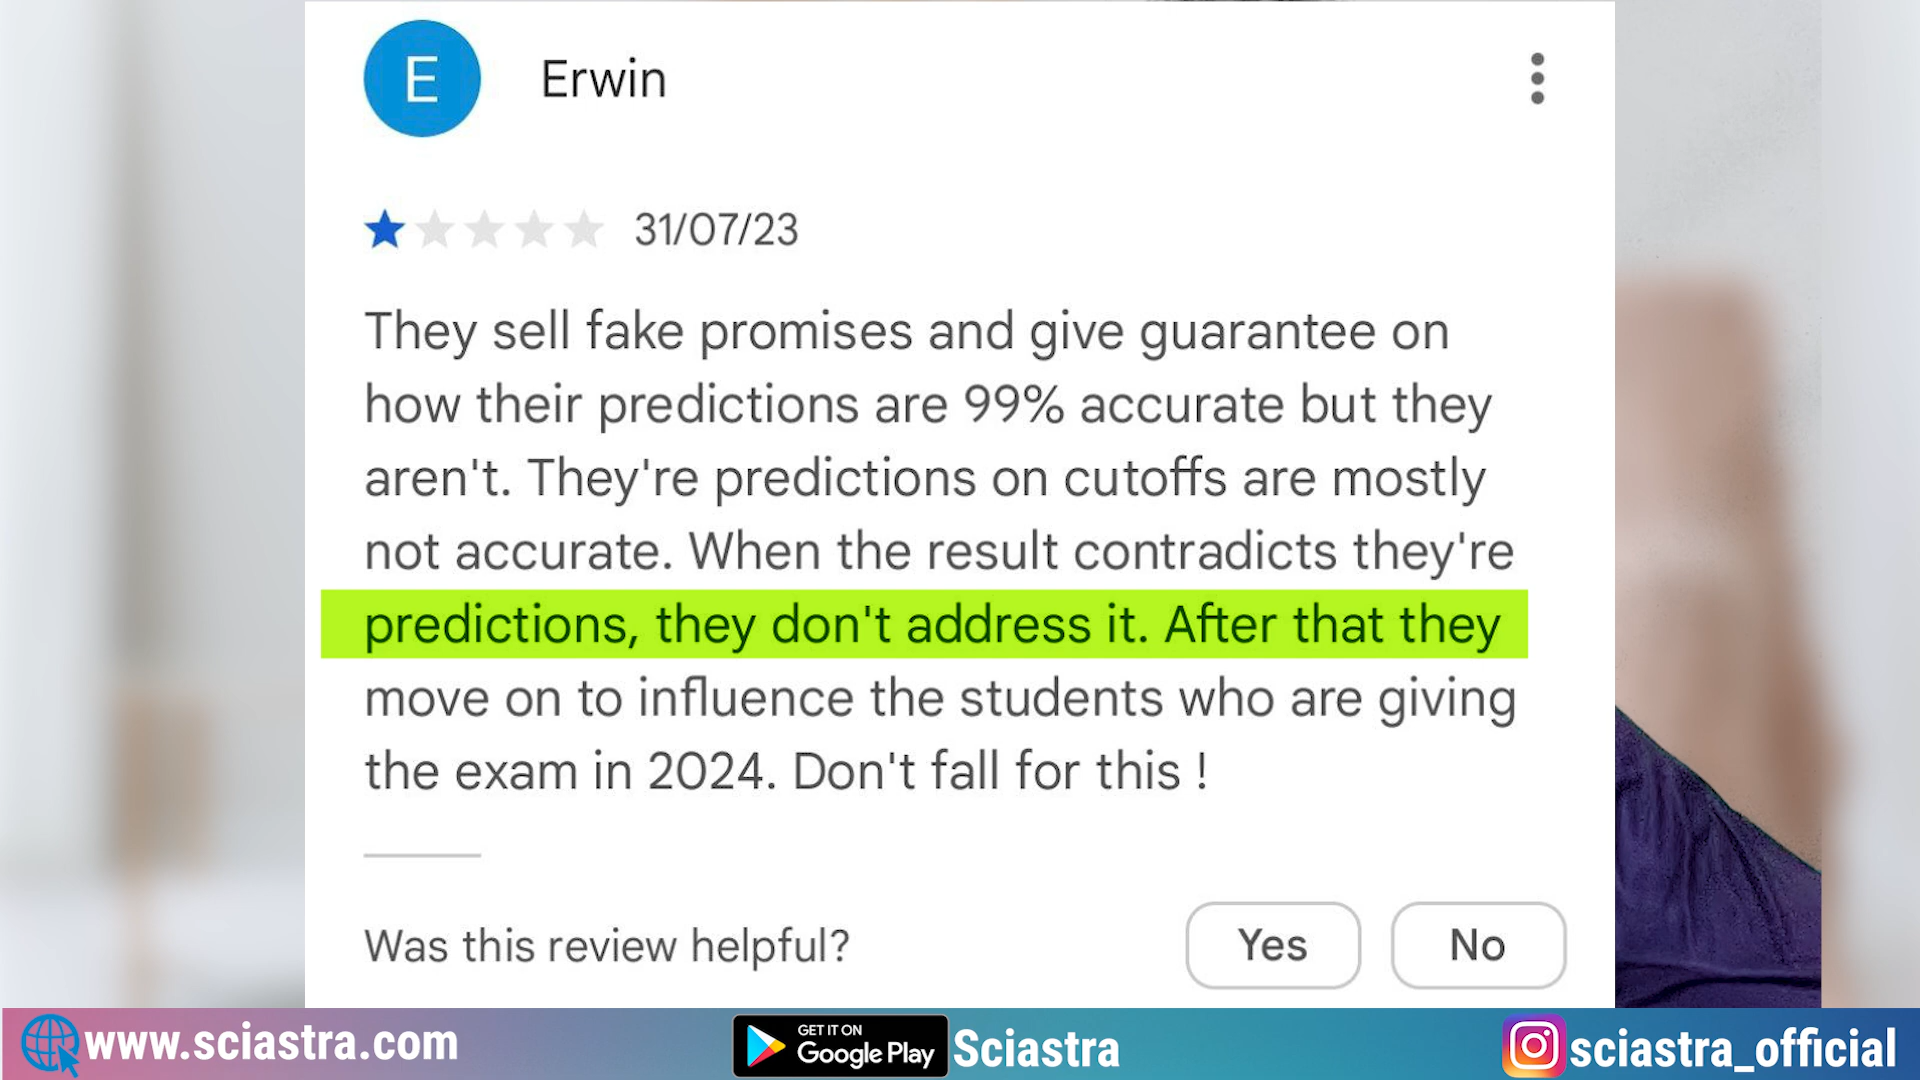 E
Erwin
31/07/23
They sell fake promises and give guarantee on
how their predictions are 99% accurate but they
aren't. They're predictions on cutoffs are mostly
not accurate. When the result contradicts they're
predictions, they don't address it. After that they
move on to influence the students who are giving
the exam in 2024. Don't fall for this !
Was this review helpful?
Yes
No
www.sciastra.com
GET IT ON
Google Play
Sciastra
sciastra_official